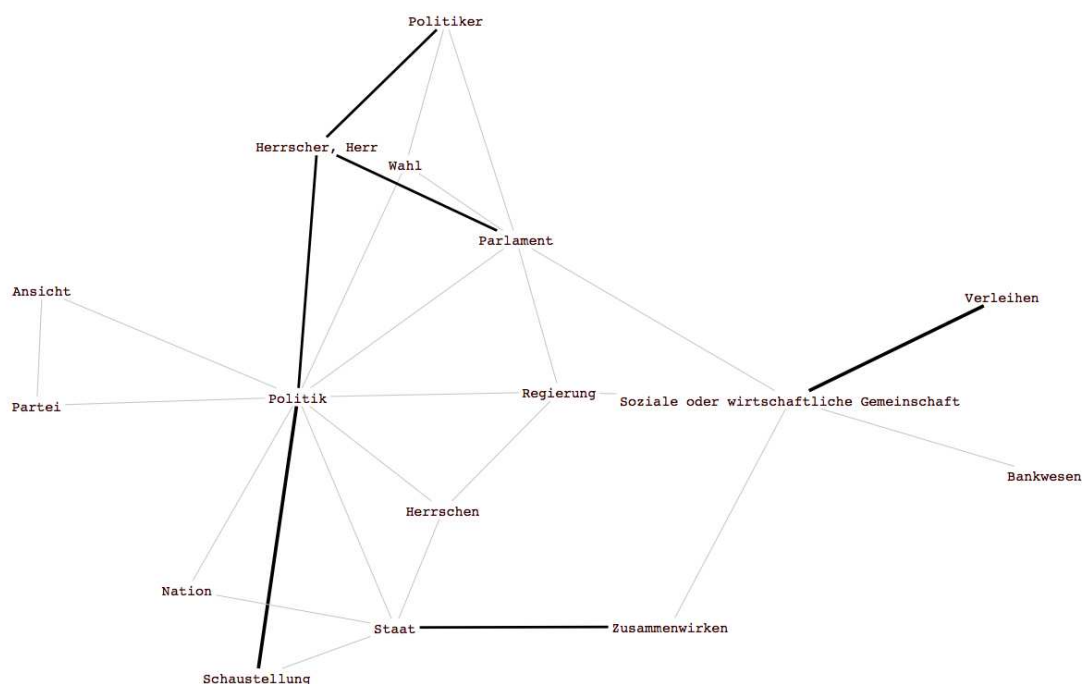 Politiker
Herrscher, Herr
Wahl
Parlament
Ansicht
Verleihen
Partei
Politik
Regierung
Soziale oder wirtschaftliche Gemeinschaft
Bankwesen
Herrschen
Nation
Staat
Zusammenwirken
Schaustellung